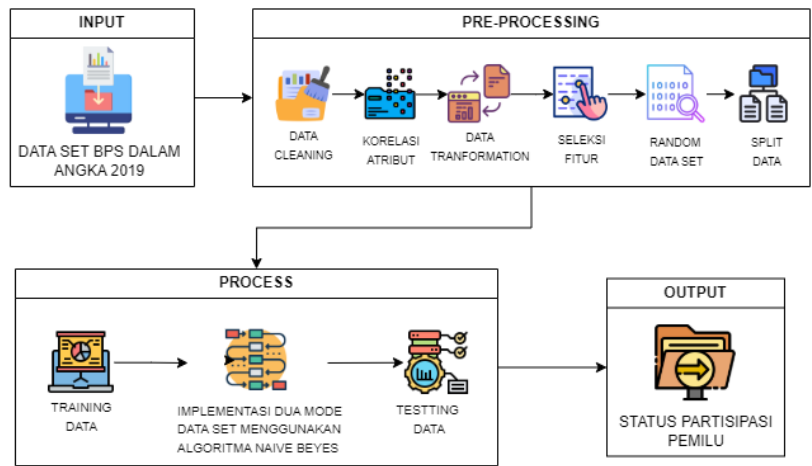 INPUT
DATA SET BPS DALAM
ANGKA 2019
PRE-PROCESSING
DATA
CLEANING
KORELASI
ATRIBUT
DATA
TRANFORMATION
SELEKSI
FITUR
RANDOM
DATA SET
SPLIT
DATA
PROCESS
TRAINING
DATA
IMPLEMENTASI DUA MODE
DATA SET MENGGUNAKAN
ALGORITMA NAIVE BEYES
TESTTING
DATA
OUTPUT
STATUS PARTISIPASI
PEMILU